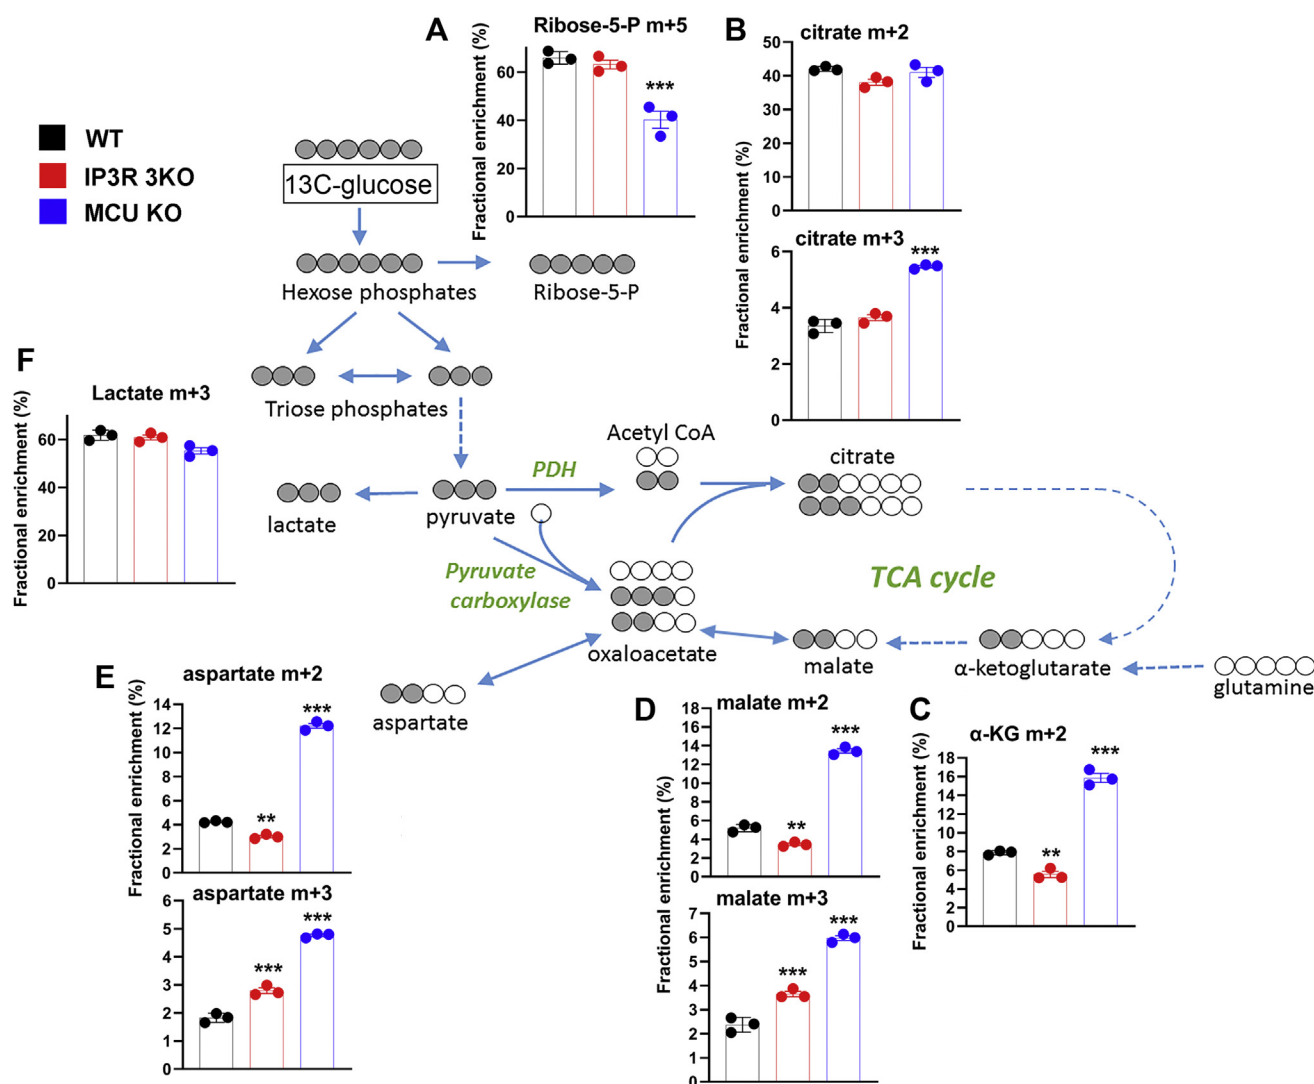 A
Ribose-5-P m+5
Fractional enrichment (%)
60
40
20
0
***
B
citrate m+2
Fractional enrichment (%)
50
40
30
20
10
0
citrate m+3
6
4
2
0
***
WT
IP3R 3KO
MCU KO
13C-glucose
Hexose phosphates
Ribose-5-P
Triose phosphates
F
Lactate m+3
Fractional enrichment (%)
60
40
20
0
lactate
pyruvate
PDH
Acetyl CoA
citrate
Pyruvate
carboxylase
TCA cycle
oxaloacetate
malate
α-ketoglutarate
glutamine
aspartate
E
aspartate m+2
Fractional enrichment (%)
14
12
10
8
6
4
2
0
**
***
aspartate m+3
6
5
4
3
2
1
0
***
***
D
malate m+2
Fractional enrichment (%)
18
16
14
12
10
8
6
4
2
0
**
***
malate m+3
7
6
5
4
3
2
1
0
***
***
C
α-KG m+2
Fractional enrichment (%)
18
16
14
12
10
8
6
4
2
0
**
***